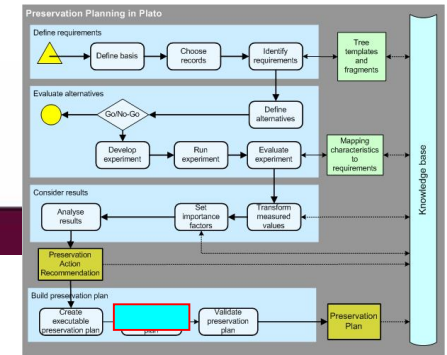 Preservation Planning in Plato
Define requirements
Define basis
Choose
records
Identify
requirements
Tree
templates
and
fragments
Evaluate alternatives
Go/No-Go
Define
alternatives
Develop
experiment
Run
experiment
Evaluate
experiment
Mapping
characteristics
to
requirements
Knowledge base
Consider results
Analyse
results
Set
importance
factors
Transform
measured
values
Preservation
Action
Recommendation
Build preservation plan
Create
executable
preservation plan
plan
Validate
preservation
plan
Preservation
Plan